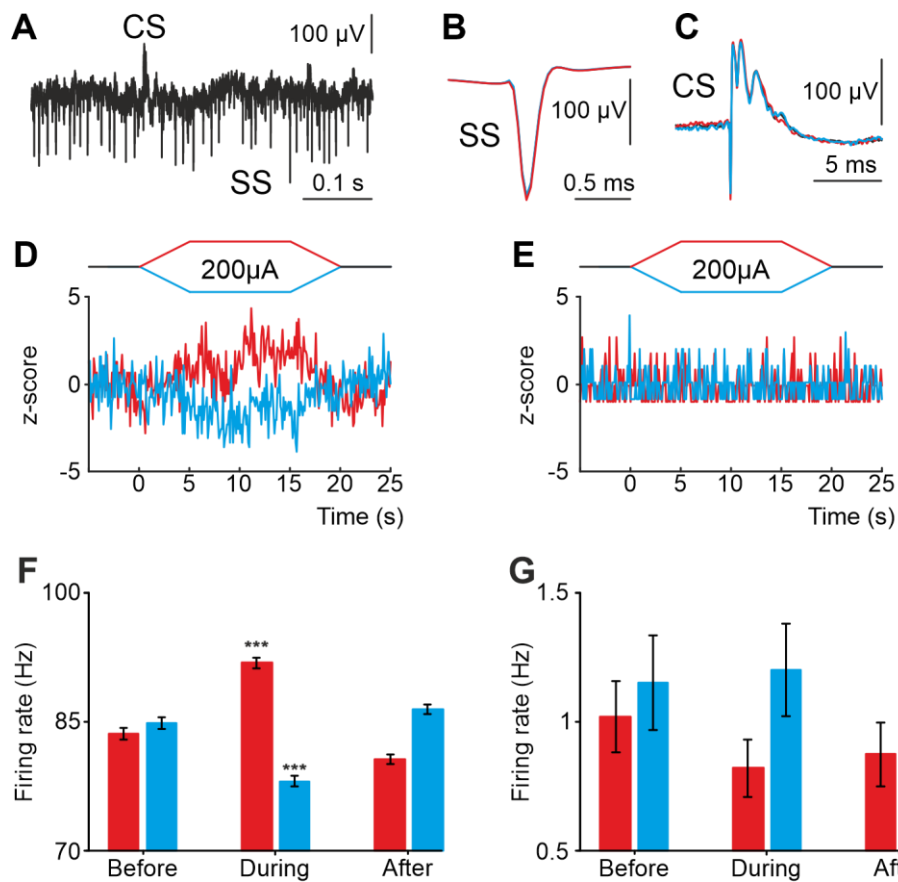 A
CS
100 µV
SS
0.1 s
B
SS
100 µV
0.5 ms
C
CS
100 µV
5 ms
D
200µA
z-score
5
0
-5
0 5 10 15 20 25
Time (s)
E
200µA
z-score
5
0
-5
0 5 10 15 20 25
Time (s)
F
Firing rate (Hz)
100
85
70
***
***
Before During After
G
Firing rate (Hz)
1.5
1
0.5
Before During Aft